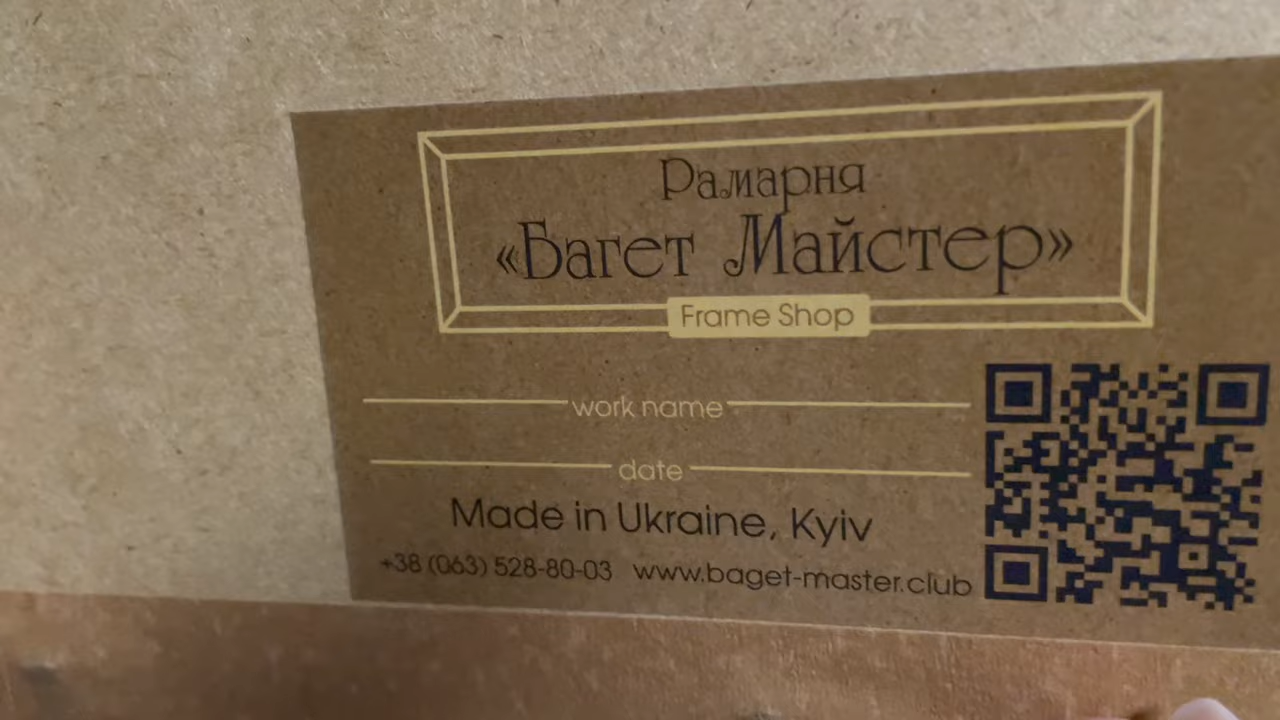 Рамарня
«Багет Майстер»
Frame Shop
work name
date
Made in Ukraine, Kyiv
+38 (063) 528-80-03 www.baget-master.club